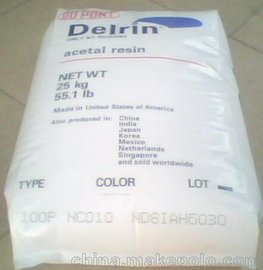 DU PONT
Delrin
acetal resin
NET WT
25 kg
55.1 lb
Made in United States of America
Also produced in: China
India
Japan
Korea
Mexico
Netherlands
Singapore
and sold worldwide
TYPE COLOR LOT
100P NC010 ND8IAH6030
china.makepolo.com